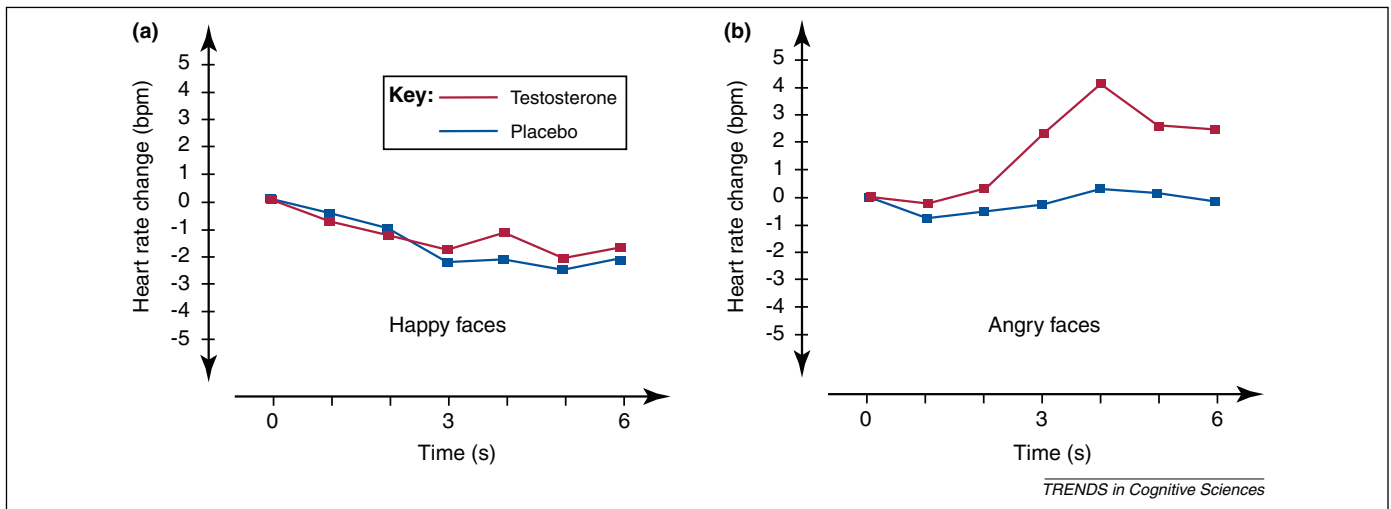 (a)
Heart rate change (bpm)
5
4
3
2
1
0
-1
-2
-3
-4
-5
Key:
Testosterone
Placebo
Happy faces
0
3
6
Time (s)
(b)
Heart rate change (bpm)
5
4
3
2
1
0
-1
-2
-3
-4
-5
Angry faces
0
3
6
Time (s)
TRENDS in Cognitive Sciences